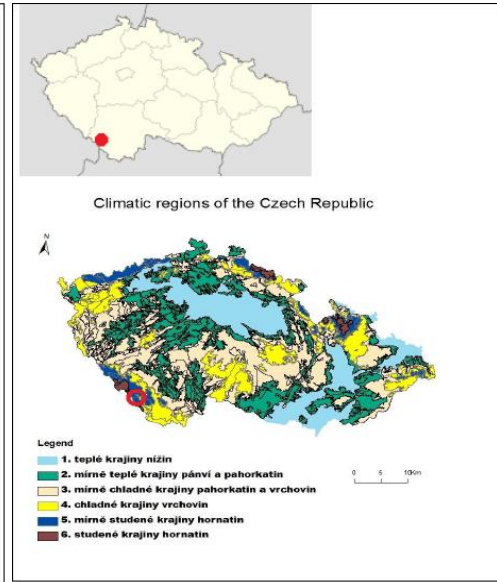 Climatic regions of the Czech Republic
N
Legend
1. teplé krajiny nížin
2. mírně teplé krajiny pánví a pahorkatin
3. mírně chladné krajiny pahorkatin a vrchovin
4. chladné krajiny vrchovin
5. mírně studené krajiny hornatin
6. studené krajiny hornatin
0 5 10Km